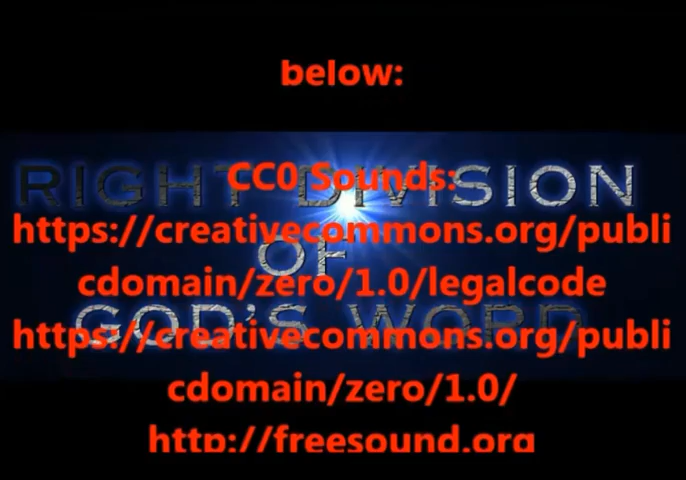 below:
RIGHT DIVISION
CC0 Sounds:
https://creativecommons.org/publi
OF
cdomain/zero/1.0/legalcode
GOD'S WORD
https://creativecommons.org/publi
cdomain/zero/1.0/
http://freesound.org